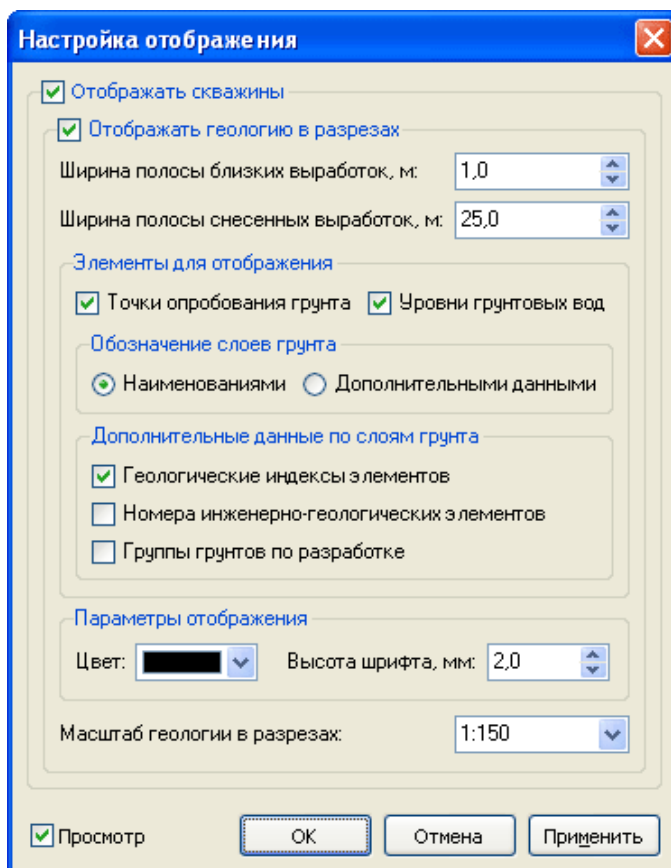 Настройка отображения
Отображать скважины
Отображать геологию в разрезах
Ширина полосы близких выработок, м: 1,0
Ширина полосы снесенных выработок, м: 25,0
Элементы для отображения
Точки опробования грунта Уровни грунтовых вод
Обозначение слоев грунта
Наименованиями Дополнительными данными
Дополнительные данные по слоям грунта
Геологические индексы элементов
Номера инженерно-геологических элементов
Группы грунтов по разработке
Параметры отображения
Цвет: Высота шрифта, мм: 2,0
Масштаб геологии в разрезах: 1:150
Просмотр ОК Отмена Применить